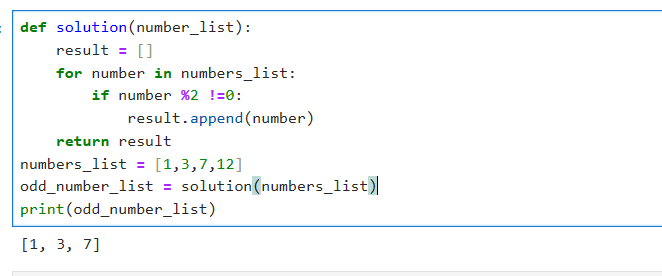 def solution(number_list):
    result = []
    for number in numbers_list:
        if number %2 !=0:
            result.append(number)
    return result
numbers_list = [1,3,7,12]
odd_number_list = solution(numbers_list)
print(odd_number_list)
[1, 3, 7]